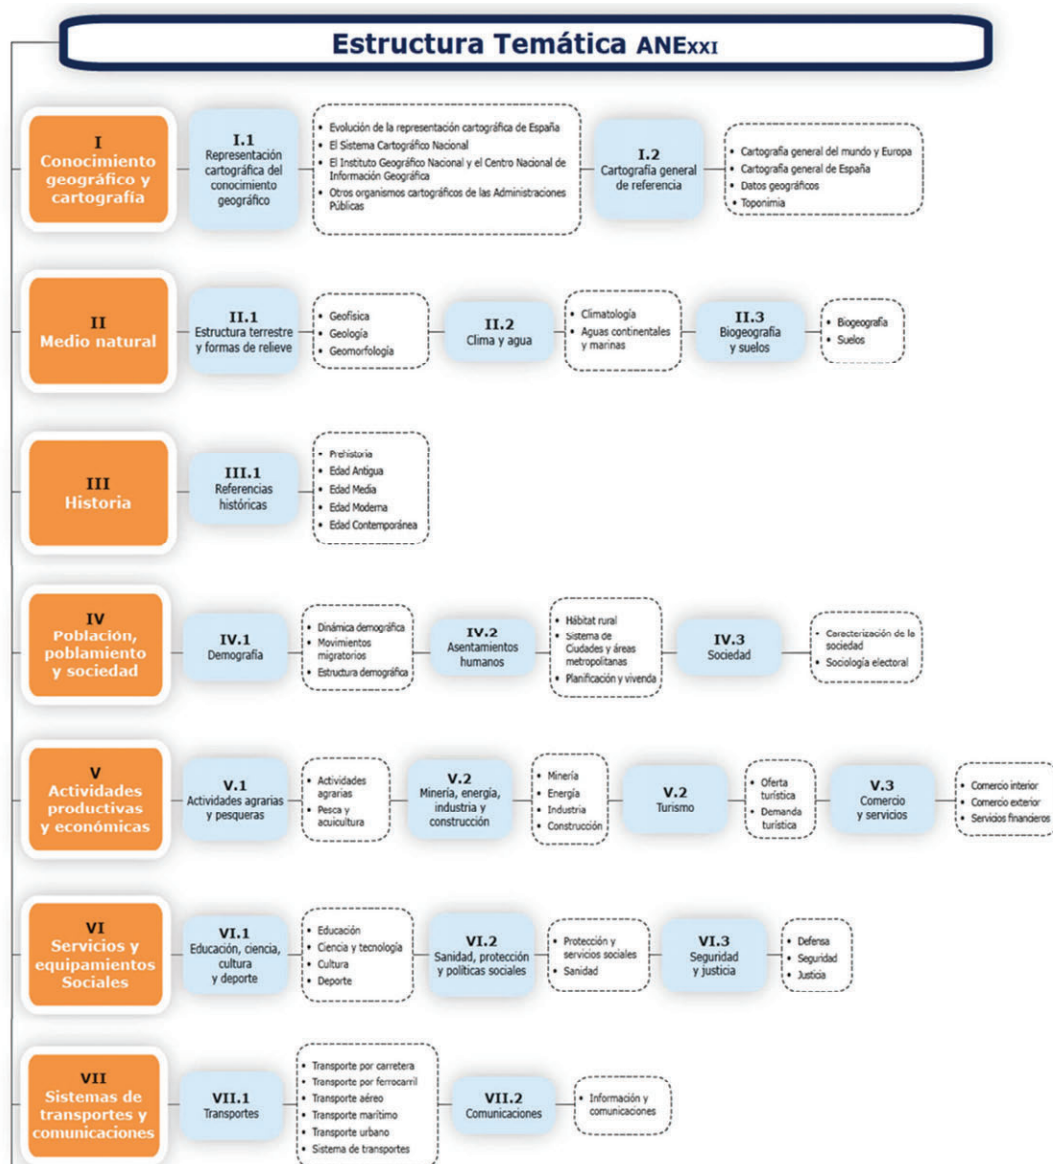 Estructura Temática ANEXXI
I
Conocimiento
geográfico y
cartografía
I.1
Representación
cartográfica del
conocimiento
geográfico
• Evolución de la representación cartográfica de España
• El Sistema Cartográfico Nacional
• El Instituto Geográfico Nacional y el Centro Nacional de
Información Geográfica
• Otros organismos cartográficos de las Administraciones
Públicas
I.2
Cartografía general
de referencia
• Cartografía general del mundo y Europa
• Cartografía general de España
• Datos geográficos
• Toponimia
II
Medio natural
II.1
Estructura terrestre
y formas de relieve
• Geofísica
• Geología
• Geomorfología
II.2
Clima y agua
• Climatología
• Aguas continentales
y marinas
II.3
Biogeografía
y suelos
• Biogeografía
• Suelos
III
Historia
III.1
Referencias
históricas
• Prehistoria
• Edad Antigua
• Edad Media
• Edad Moderna
• Edad Contemporánea
IV
Población,
poblamiento
y sociedad
IV.1
Demografía
• Dinámica demográfica
• Movimientos
migratorios
• Estructura demográfica
IV.2
Asentamientos
humanos
• Hábitat rural
• Sistema de
Ciudades y áreas
metropolitanas
• Planificación y vivenda
IV.3
Sociedad
• Caracterización de la
sociedad
• Sociología electoral
V
Actividades
productivas
y económicas
V.1
Actividades agrarias
y pesqueras
• Actividades
agrarias
• Pesca y
acuicultura
V.2
Minería, energía,
industria y
construcción
• Minería
• Energía
• Industria
• Construcción
V.2
Turismo
• Oferta
turística
• Demanda
turística
V.3
Comercio
y servicios
• Comercio interior
• Comercio exterior
• Servicios financieros
VI
Servicios y
equipamientos
Sociales
VI.1
Educación, ciencia,
cultura
y deporte
• Educación
• Ciencia y tecnología
• Cultura
• Deporte
VI.2
Sanidad, protección
y políticas sociales
• Protección y
servicios sociales
• Sanidad
VI.3
Seguridad
y justicia
• Defensa
• Seguridad
• Justicia
VII
Sistemas de
transportes y
comunicaciones
VII.1
Transportes
• Transporte por carretera
• Transporte por ferrocarril
• Transporte aéreo
• Transporte marítimo
• Transporte urbano
• Sistema de transportes
VII.2
Comunicaciones
• Información y
comunicaciones